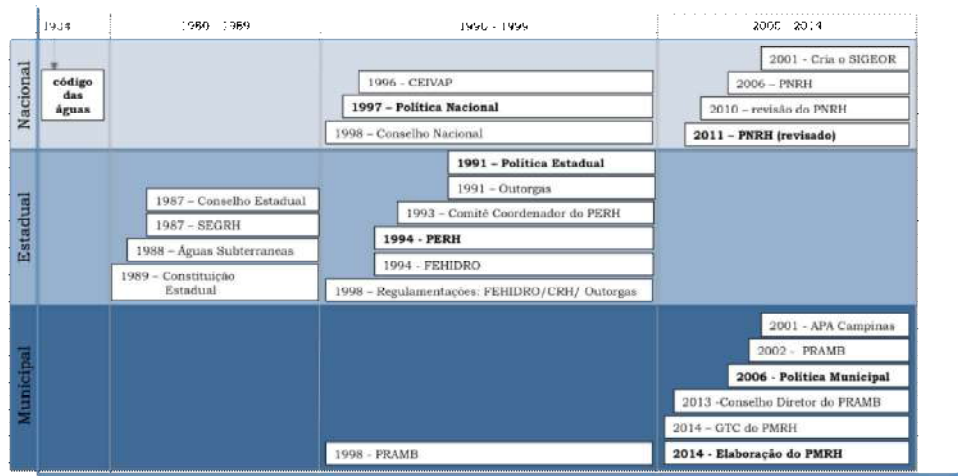 1934
1980 - 1989
1990 - 1999
2000 - 2014
Nacional
código
das
águas
1996 - CEIVAP
1997 – Política Nacional
1998 – Conselho Nacional
2001 - Cria o SIGEOR
2006 – PNRH
2010 – revisão do PNRH
2011 – PNRH (revisado)
Estadual
1987 – Conselho Estadual
1987 – SEGRH
1988 – Águas Subterraneas
1989 – Constituição
Estadual
1991 – Política Estadual
1991 – Outorgas
1993 – Comitê Coordenador do PERH
1994 - PERH
1994 - FEHIDRO
1998 – Regulamentações: FEHIDRO/CRH/ Outorgas
Municipal
1998 - PRAMB
2001 - APA Campinas
2002 - PRAMB
2006 - Política Municipal
2013 -Conselho Diretor do PRAMB
2014 – GTC do PMRH
2014 - Elaboração do PMRH